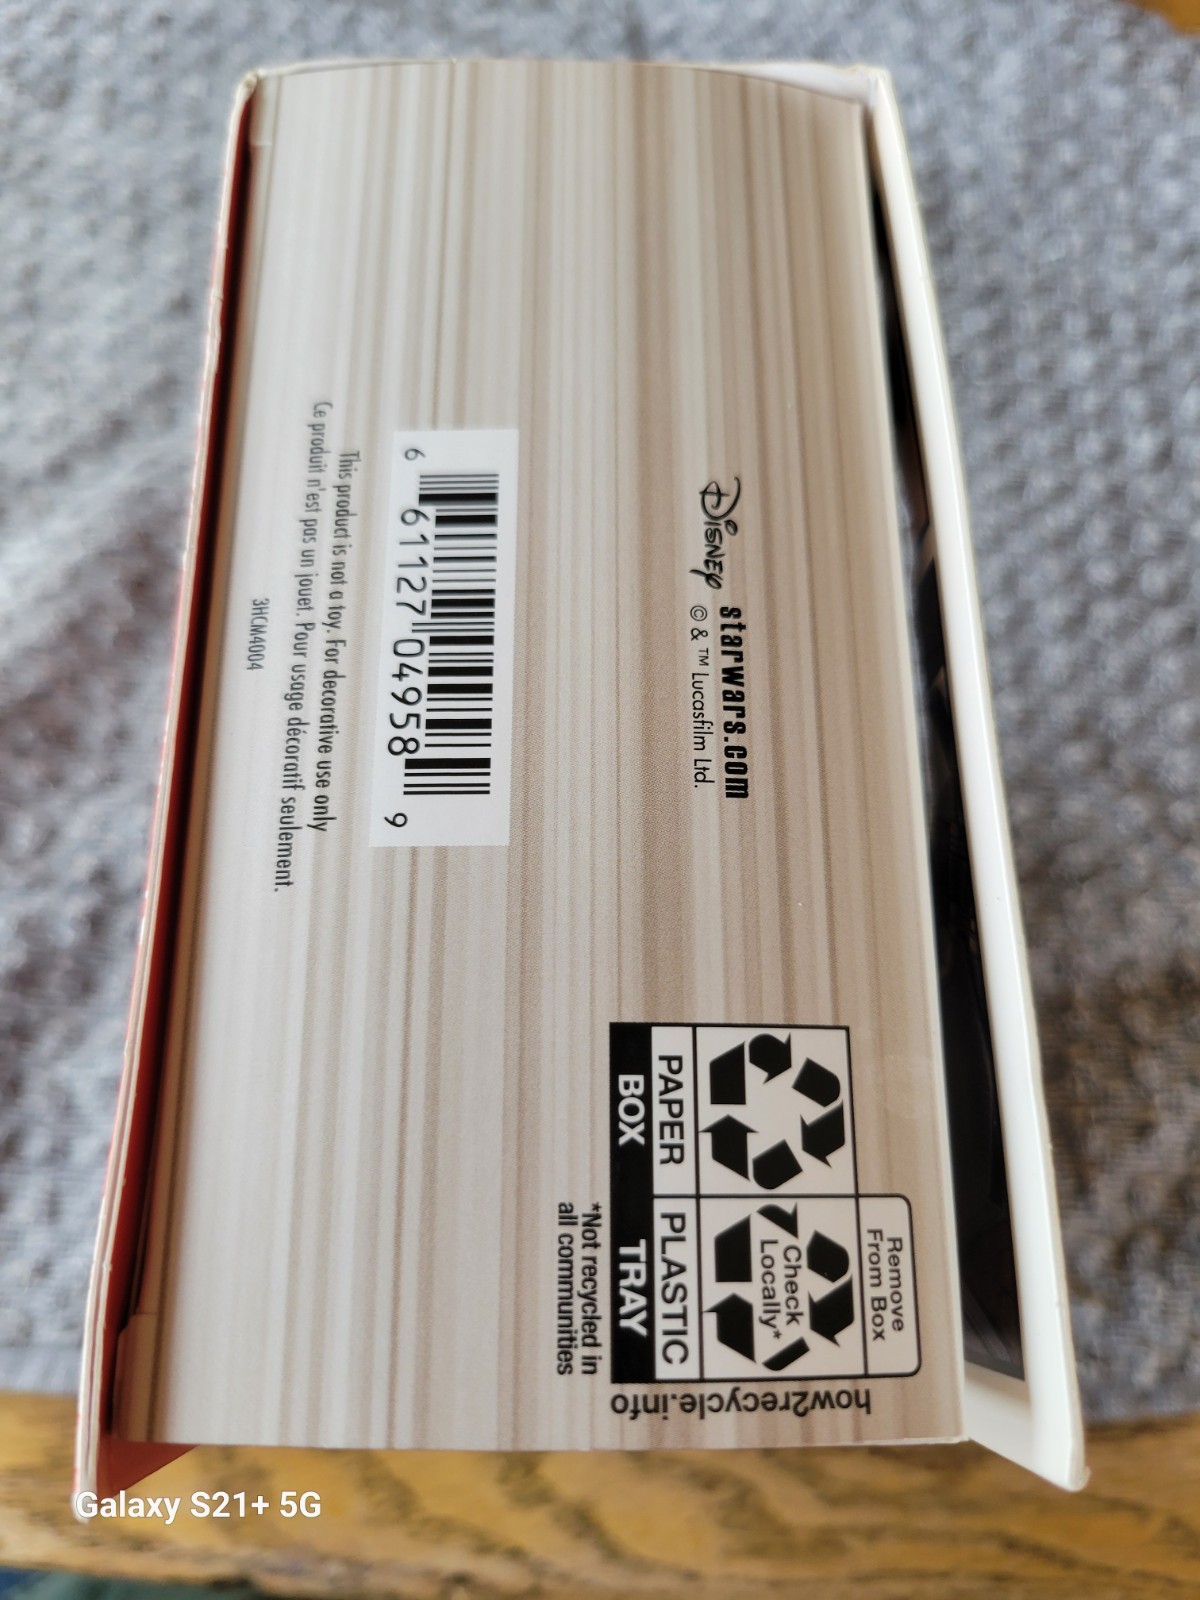 Disney starwars.com
© & ™ Lucasfilm Ltd.
6 61127 04958 9
This product is not a toy. For decorative use only
Ce produit n'est pas un jouet. Pour usage décoratif seulement.
3HCM4004
Remove
From Box
Check
Locally*
PAPER
PLASTIC
BOX
TRAY
*Not recycled in
all communities
how2recycle.info
Galaxy S21+ 5G